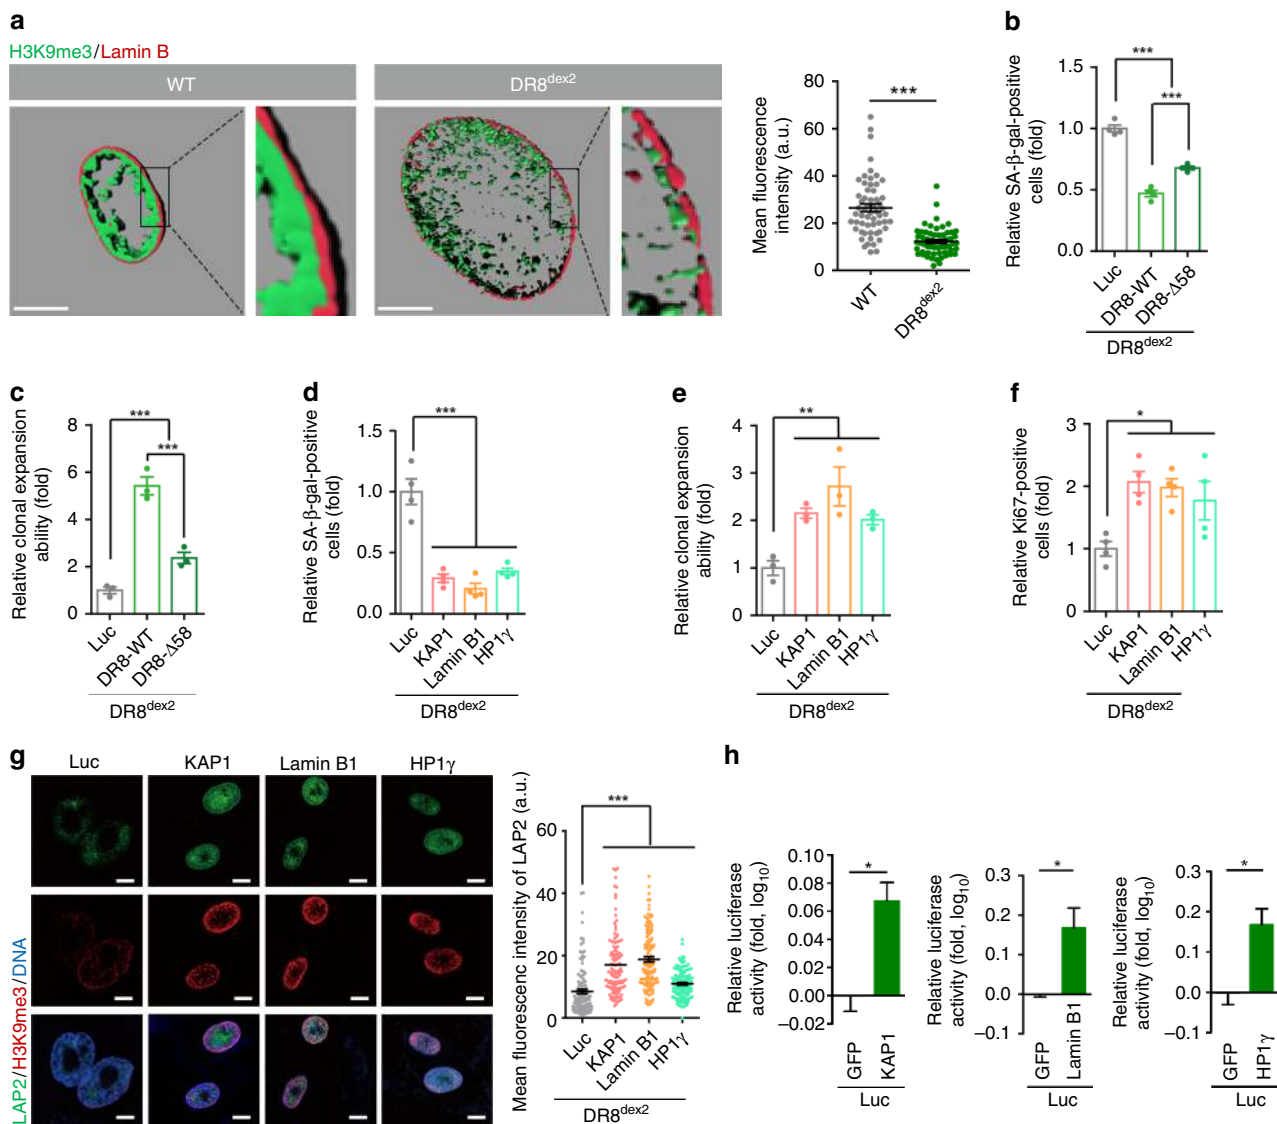 a
H3K9me3/Lamin B
WT
DR8dex2
Mean fluorescence
intensity (a.u.)
80
60
40
20
0
***
WT
DR8dex2
b
Relative SA-β-gal-positive
cells (fold)
1.5
1.0
0.5
0.0
***
***
Luc
DR8-WT
DR8-Δ58
DR8dex2
c
Relative clonal expansion
ability (fold)
8
6
4
2
0
***
***
Luc
DR8-WT
DR8-Δ58
DR8dex2
d
Relative SA-β-gal-positive
cells (fold)
1.5
1.0
0.5
0.0
***
Luc
KAP1
Lamin B1
HP1γ
DR8dex2
e
Relative clonal expansion
ability (fold)
4
3
2
1
0
**
Luc
KAP1
Lamin B1
HP1γ
DR8dex2
f
Relative Ki67-positive
cells (fold)
3
2
1
0
*
Luc
KAP1
Lamin B1
HP1γ
DR8dex2
g
LAP2/H3K9me3/DNA
Luc
KAP1
Lamin B1
HP1γ
Mean fluorescenc intensity of LAP2 (a.u.)
60
40
20
0
***
Luc
KAP1
Lamin B1
HP1γ
DR8dex2
h
Relative luciferase
activity (fold, log10)
0.10
0.08
0.06
0.04
0.02
0.00
−0.02
*
GFP
KAP1
Luc
Relative luciferase
activity (fold, log10)
0.3
0.2
0.1
0.0
−0.1
*
GFP
Lamin B1
Luc
Relative luciferase
activity (fold, log10)
0.3
0.2
0.1
0.0
−0.1
*
GFP
HP1γ
Luc